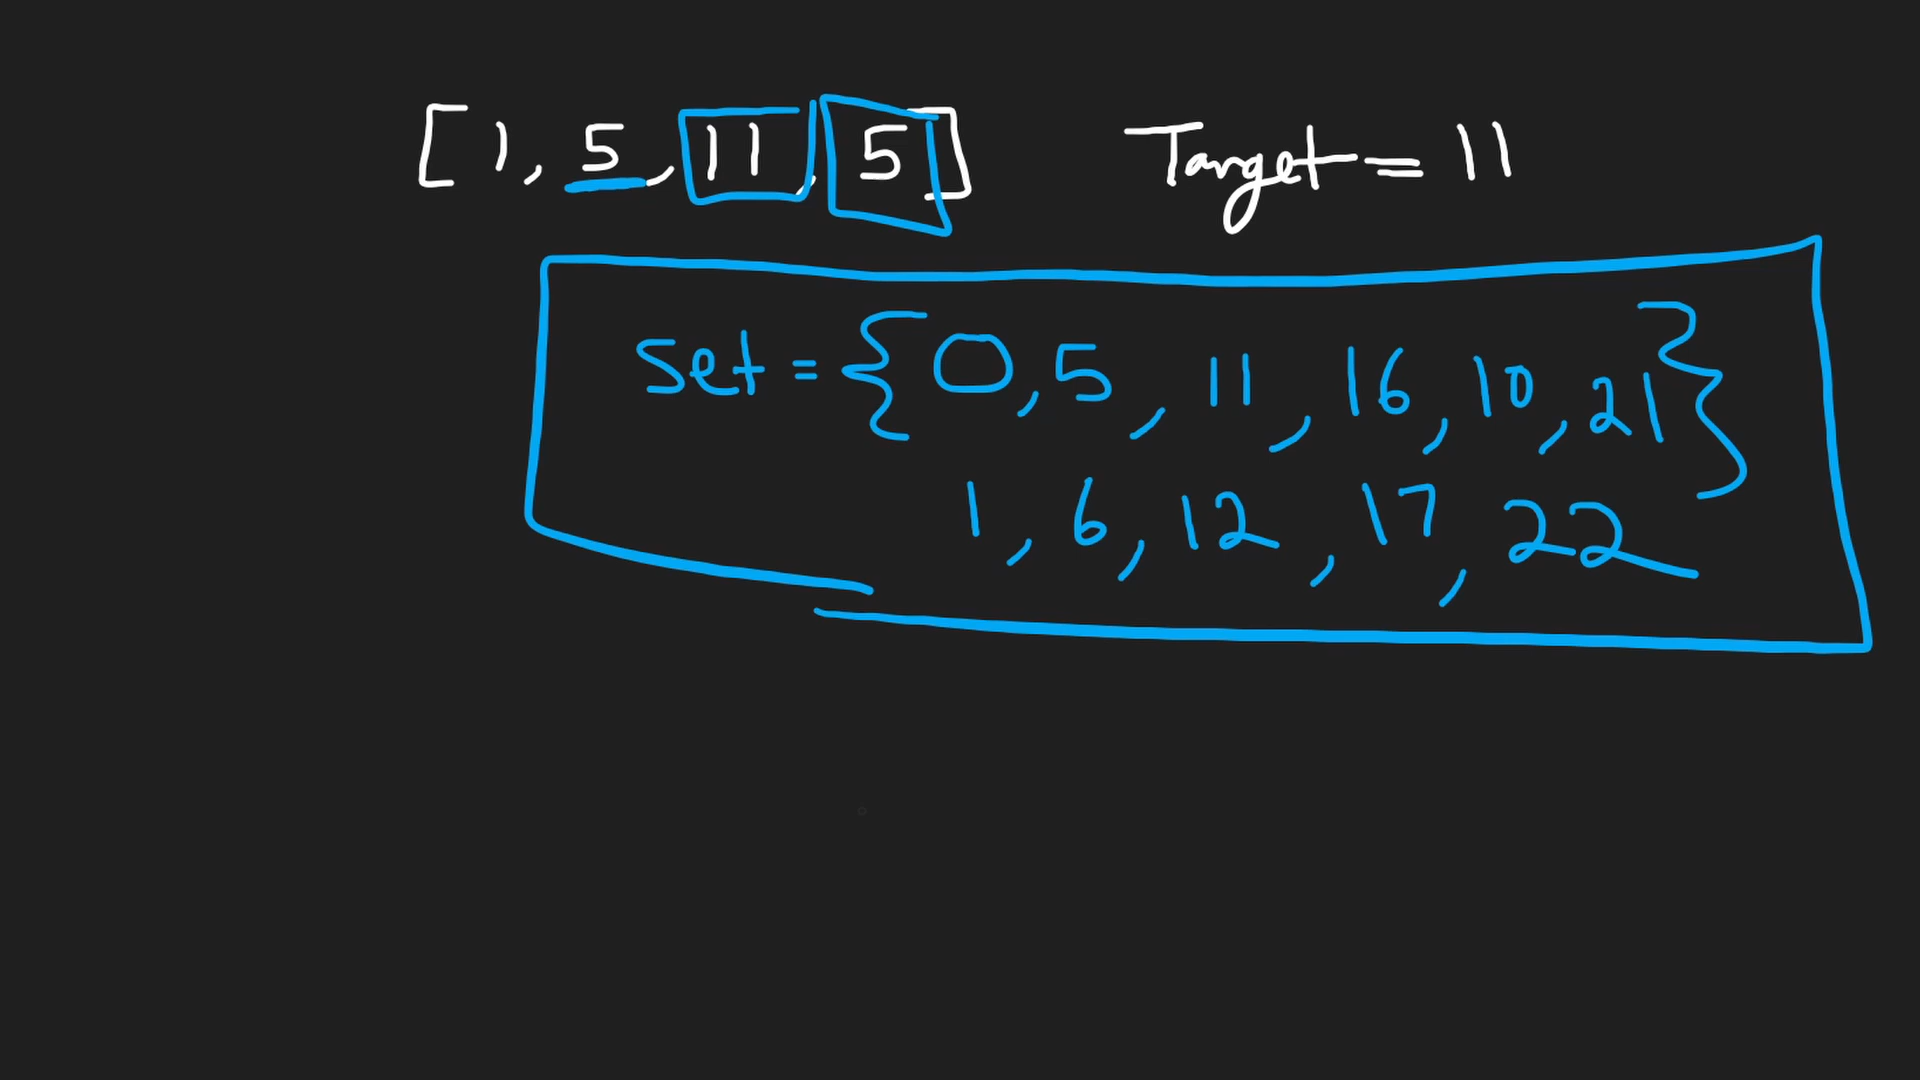 [1, 5, 11, 5] Target = 11
Set = {0, 5, 11, 16, 10, 21}
1, 6, 12, 17, 22